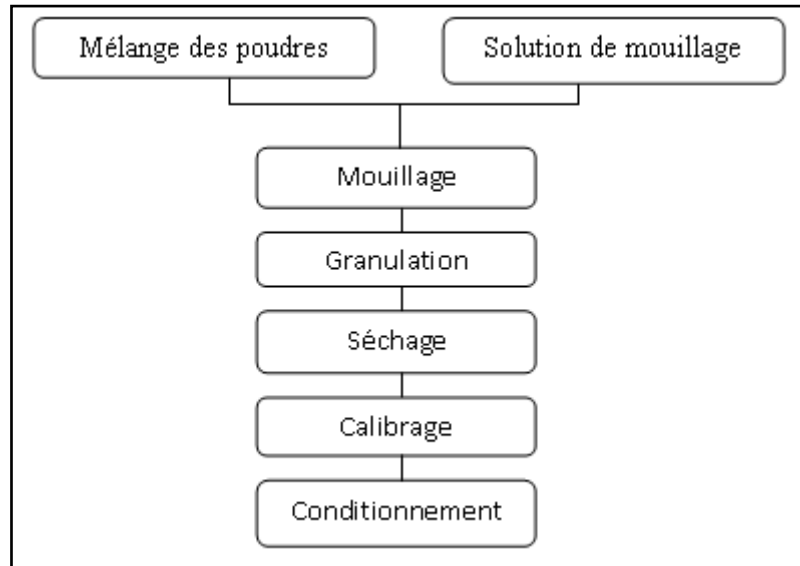 Mélange des poudres
Solution de mouillage
Mouillage
Granulation
Séchage
Calibrage
Conditionnement